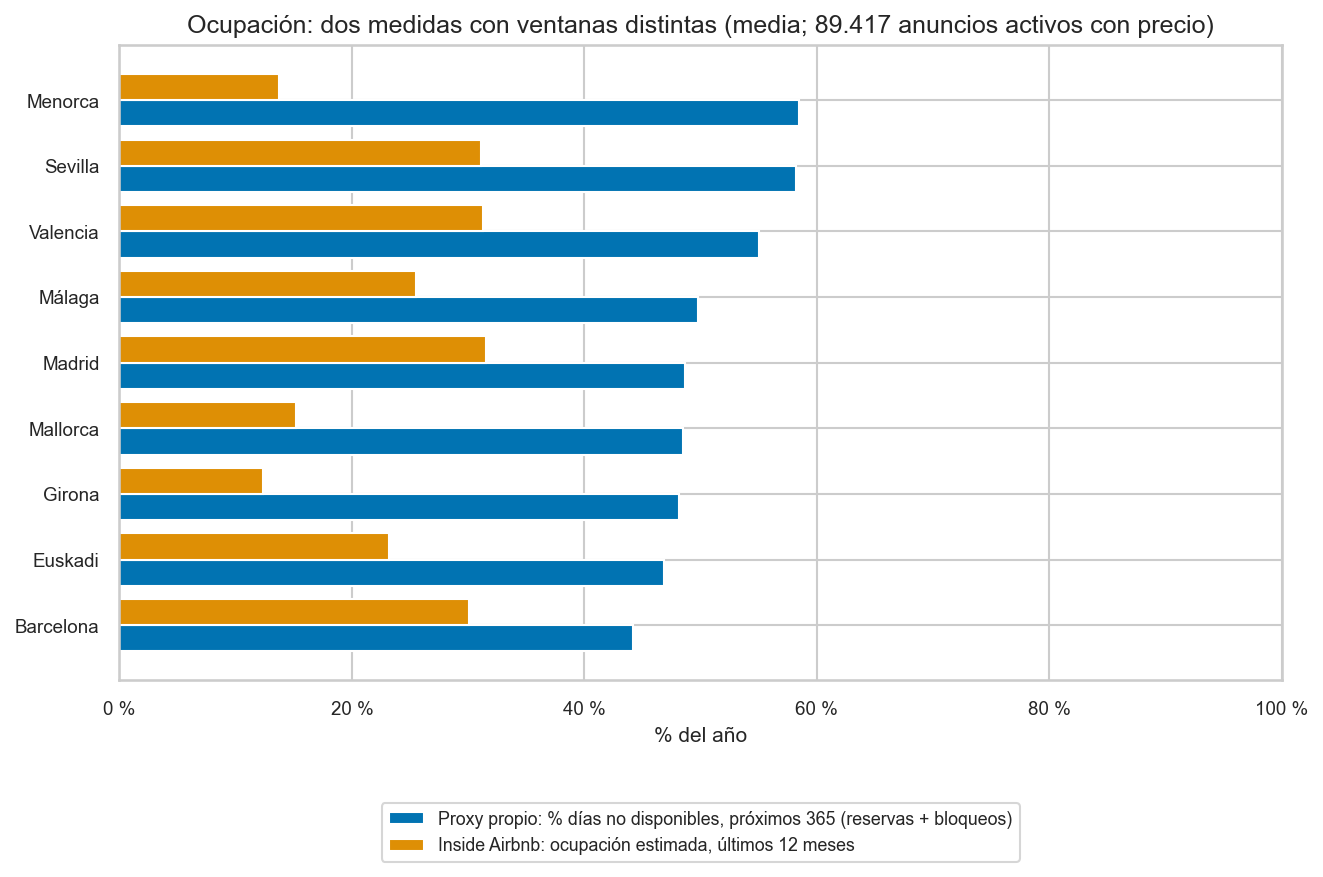 Ocupación: dos medidas con ventanas distintas (media; 89.417 anuncios activos con precio)
Menorca
Sevilla
Valencia
Málaga
Madrid
Mallorca
Girona
Euskadi
Barcelona
0 %
20 %
40 %
60 %
80 %
100 %
% del año
Proxy propio: % días no disponibles, próximos 365 (reservas + bloqueos)
Inside Airbnb: ocupación estimada, últimos 12 meses